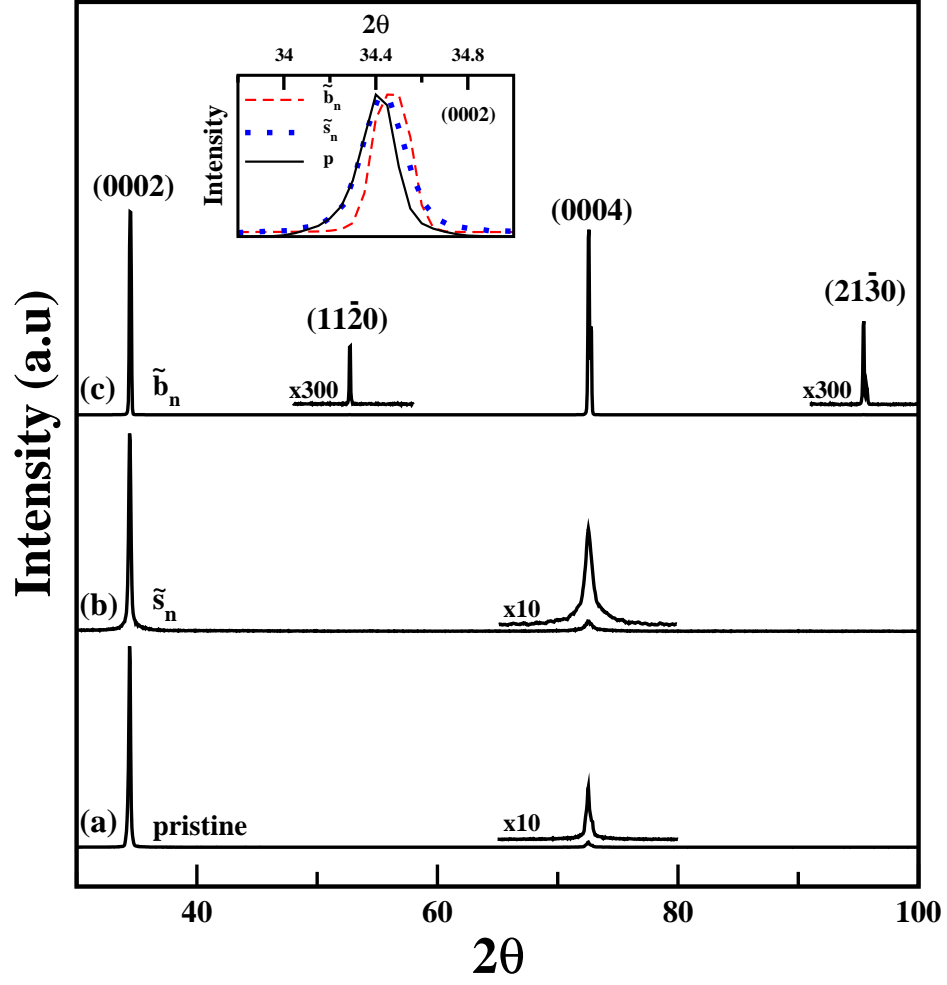 2θ
34 34.4 34.8
b̃n
(0002)
s̃n
p
Intensity
(0002)
(0004)
(112̄0)
(213̄0)
(c) b̃n
x300
x300
(b) s̃n
x10
(a) pristine
x10
Intensity (a.u)
40 60 80 100
2θ